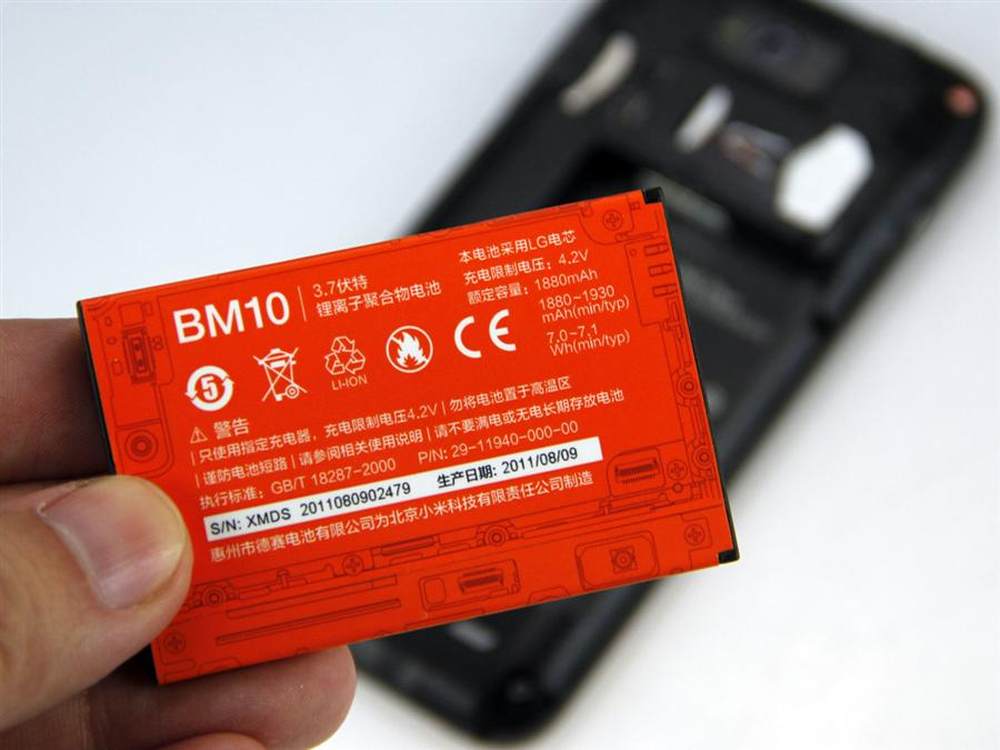 BM10
3.7伏特
锂离子聚合物电池
本电池采用LG电芯
充电限制电压：4.2V
额定容量：1880mAh
1880-1930
mAh(min/typ)
7.0-7.1
Wh(min/typ)
5
LI-ION
CE
警告
|只使用指定充电器，充电限制电压4.2V|勿将电池置于高温区
|谨防电池短路|请参阅相关使用说明|请不要满电或无电长期存放电池
执行标准：GB/T 18287-2000 P/N: 29-11940-000-00
S/N: XMDS 2011080902479 生产日期: 2011/08/09
惠州市德赛电池有限公司为北京小米科技有限责任公司制造